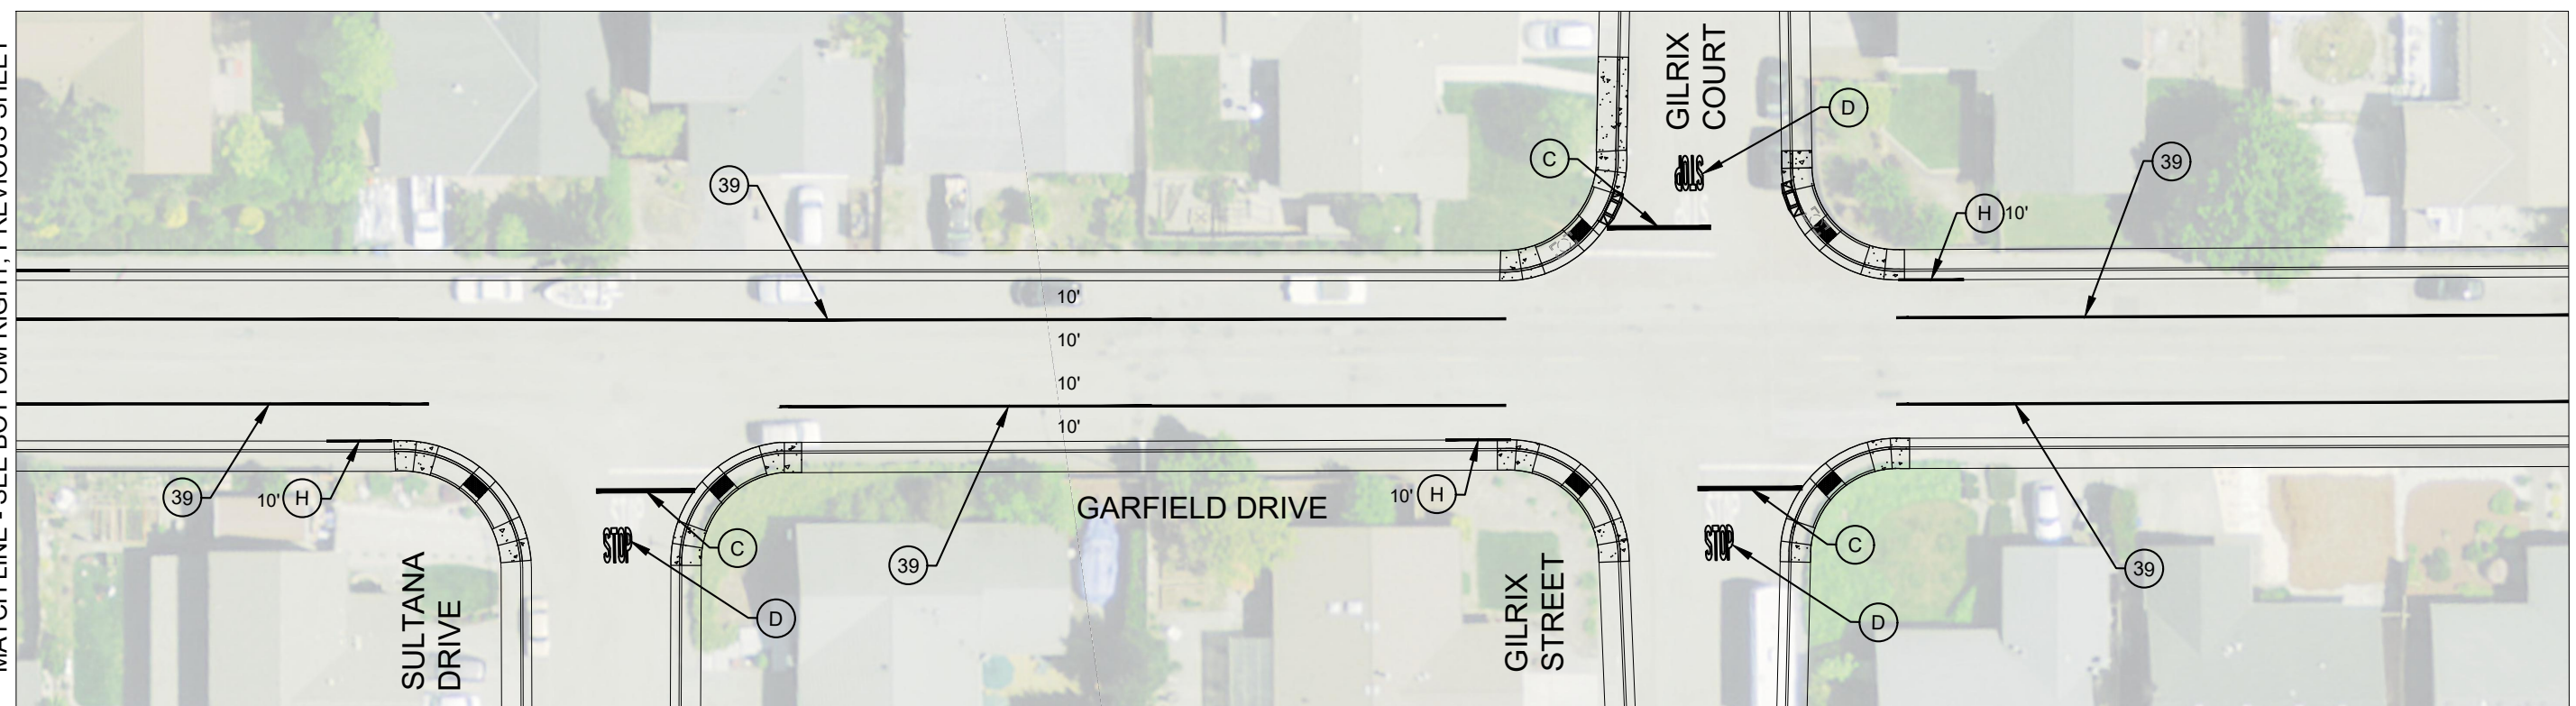 MATCH LINE - SEE BOTTOM RIGHT, PREVIOUS SHEET
GILRIX
COURT
D
C
STOP
39
39
H 10'
10'
10'
10'
10'
39
10' H
C
STOP
D
SULTANA
DRIVE
39
GARFIELD DRIVE
10' H
GILRIX
STREET
C
STOP
D
39